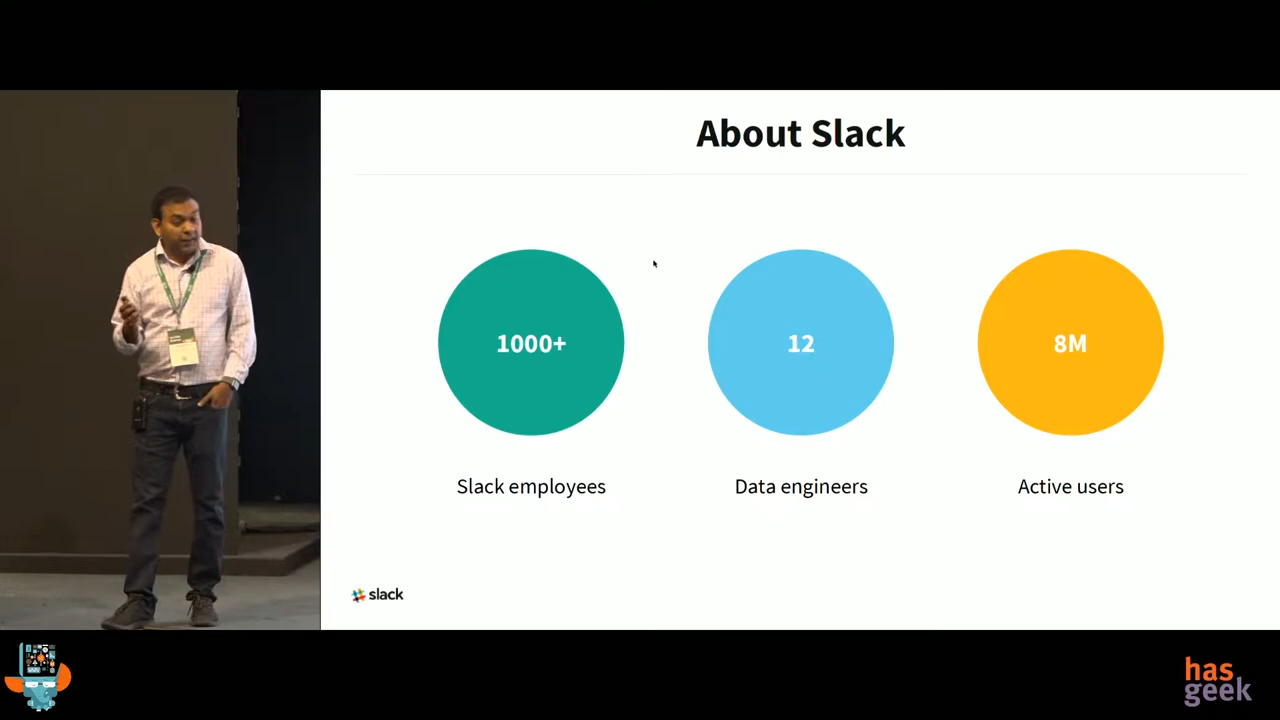 About Slack
1000+
12
8M
Slack employees
Data engineers
Active users
slack
has
geek